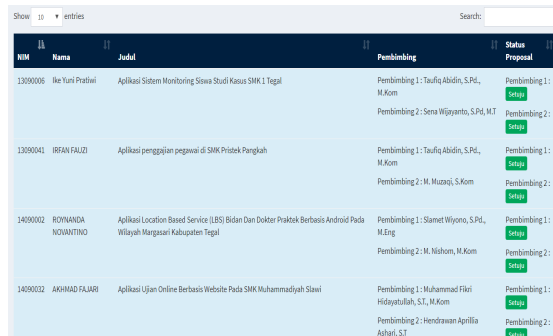 Show 10 entries
Search:
NIM Nama Judul Pembimbing Status Proposal
13090006 Ike Yuni Pratiwi Aplikasi Sistem Monitoring Siswa Studi Kasus SMK 1 Tegal
Pembimbing 1 : Taufiq Abidin, S.Pd.,
M.Kom
Pembimbing 2 : Sena Wijayanto, S.Pd, M.T
Pembimbing 1 :
Setuju
Pembimbing 2 :
Setuju
13090041 IRFAN FAUZI Aplikasi penggajian pegawai di SMK Pristek Pangkah
Pembimbing 1 : Taufiq Abidin, S.Pd.,
M.Kom
Pembimbing 2 : M. Muzaqi, S.Kom
Pembimbing 1 :
Setuju
Pembimbing 2 :
Setuju
14090002 ROYNANDA
NOVANTINO
Aplikasi Location Based Service (LBS) Bidan Dan Dokter Praktek Berbasis Android Pada
Wilayah Margasari Kabupaten Tegal
Pembimbing 1 : Slamet Wiyono, S.Pd.,
M.Eng
Pembimbing 2 : M. Nishom, M.Kom
Pembimbing 1 :
Setuju
Pembimbing 2 :
Setuju
14090032 AKHMAD FAJARI Aplikasi Ujian Online Berbasis Website Pada SMK Muhammadiyah Slawi
Pembimbing 1 : Muhammad Fikri
Hidayatullah, S.T., M.Kom
Pembimbing 2 : Hendrawan Aprillia
Ashari, S.T
Pembimbing 1 :
Setuju
Pembimbing 2 :
Setuju